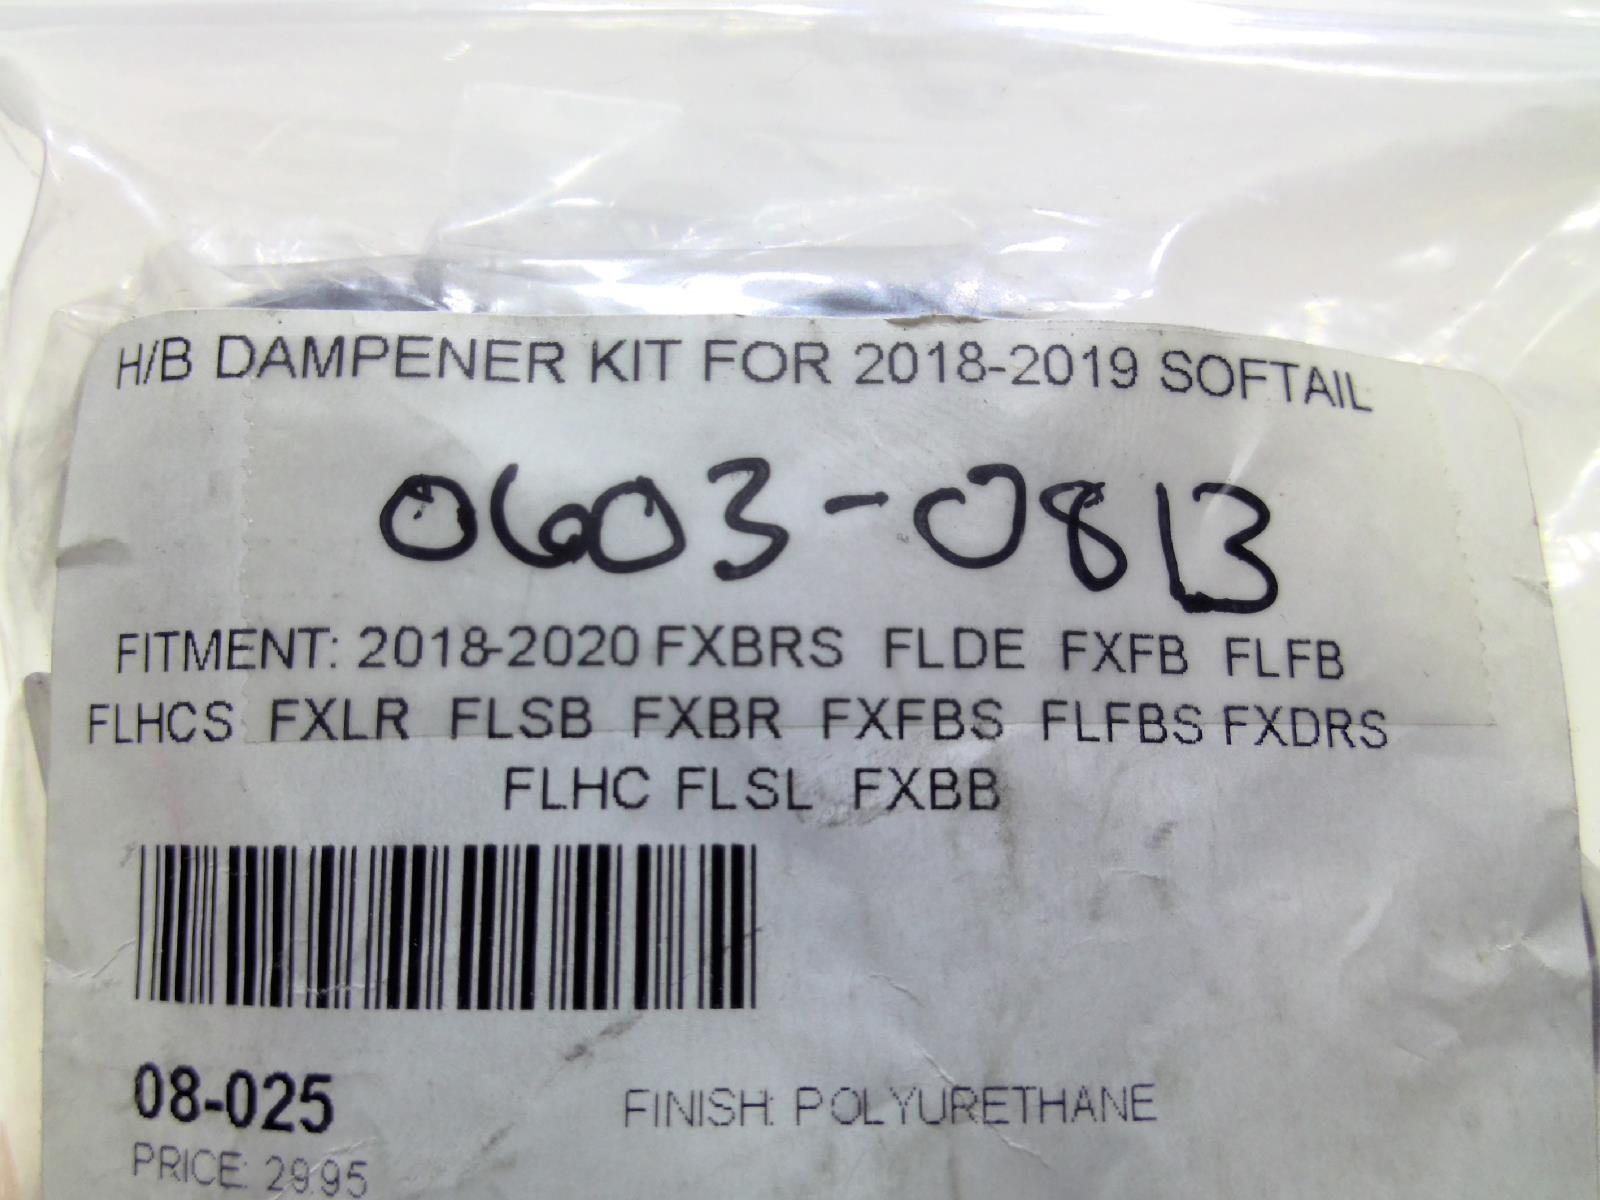 H/B DAMPENER KIT FOR 2018-2019 SOFTAIL
0603-0813
FITMENT: 2018-2020 FXBRS FLDE FXFB FLFB
FLHCS FXLR FLSB FXBR FXFBS FLFBS FXDRS
FLHC FLSL FXBB
08-025
FINISH: POLYURETHANE
PRICE: 29.95